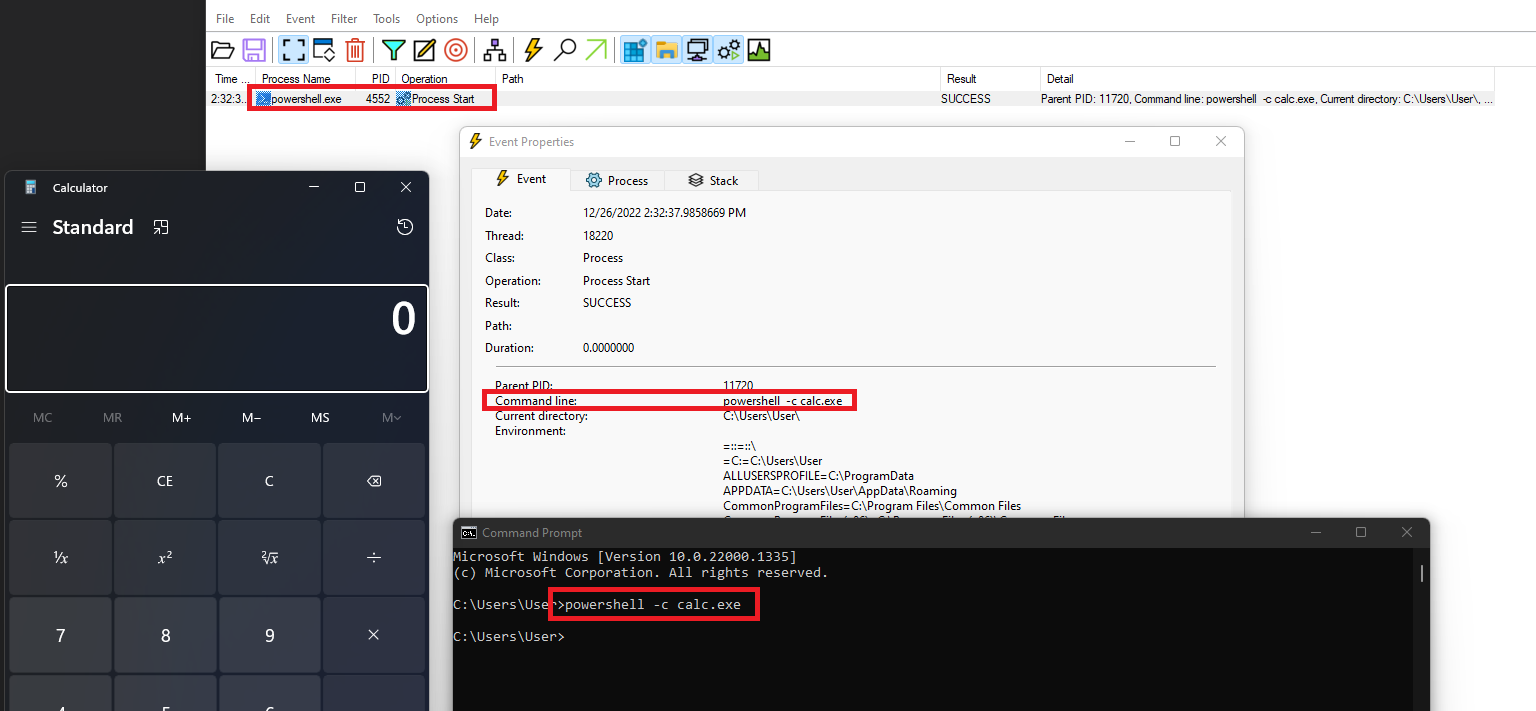 File Edit Event Filter Tools Options Help
Time ... Process Name PID Operation Path Result Detail
2:32:3... powershell.exe 4552 Process Start SUCCESS Parent PID: 11720, Command line: powershell  -c calc.exe, Current directory: C:\Users\User\, ...
Event Properties
Event Process Stack
Date: 12/26/2022 2:32:37.9858669 PM
Thread: 18220
Class: Process
Operation: Process Start
Result: SUCCESS
Path:
Duration: 0.0000000
Parent PID: 11720
Command line: powershell  -c calc.exe
Current directory: C:\Users\User\
Environment:
=::=::\
=C:=C:\Users\User
ALLUSERSPROFILE=C:\ProgramData
APPDATA=C:\Users\User\AppData\Roaming
CommonProgramFiles=C:\Program Files\Common Files
Calculator
Standard
0
MC MR M+ M− MS M˅
% CE C
⅟x x² ²√x ÷
7 8 9 ×
4 5 6
Command Prompt
Microsoft Windows [Version 10.0.22000.1335]
(c) Microsoft Corporation. All rights reserved.
C:\Users\User>powershell -c calc.exe
C:\Users\User>